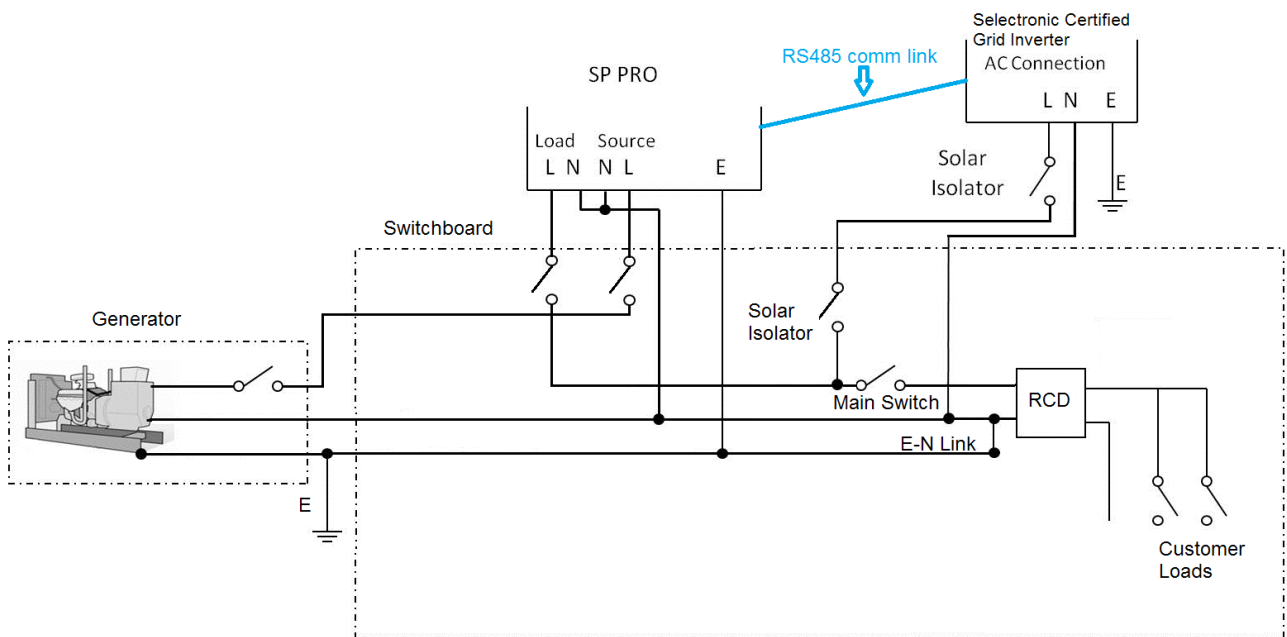 Selectronic Certified
Grid Inverter
AC Connection
L N E
RS485 comm link
SP PRO
Load Source
L N N L E
Solar
Isolator
E
Switchboard
Solar
Isolator
Generator
Main Switch
RCD
E-N Link
E
Customer
Loads